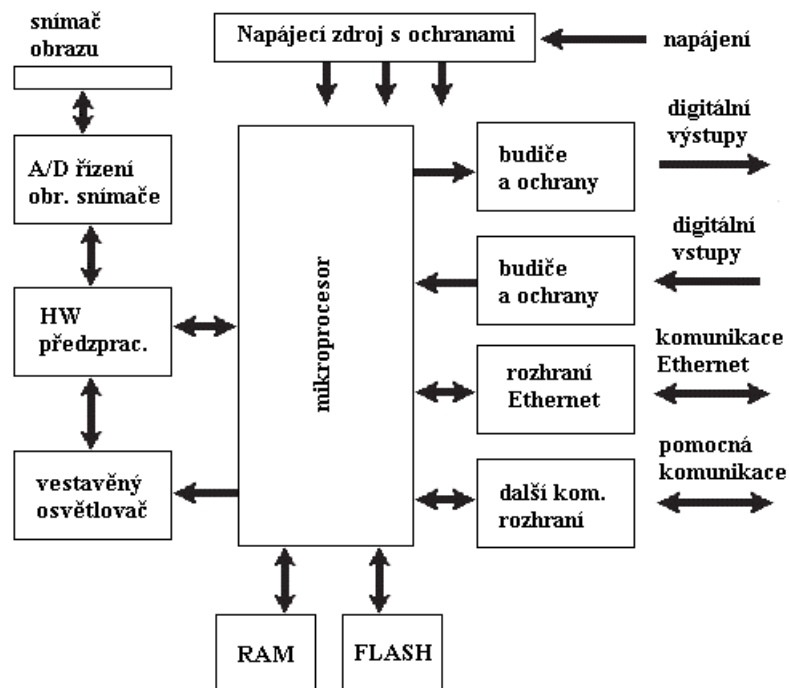 snímač
obrazu
Napájecí zdroj s ochranami
napájení
A/D řízení
obr. snímače
HW
předzprac.
vestavěný
osvětlovač
mikroprocesor
budiče
a ochrany
digitální
výstupy
budiče
a ochrany
digitální
vstupy
rozhraní
Ethernet
komunikace
Ethernet
další kom.
rozhraní
pomocná
komunikace
RAM
FLASH